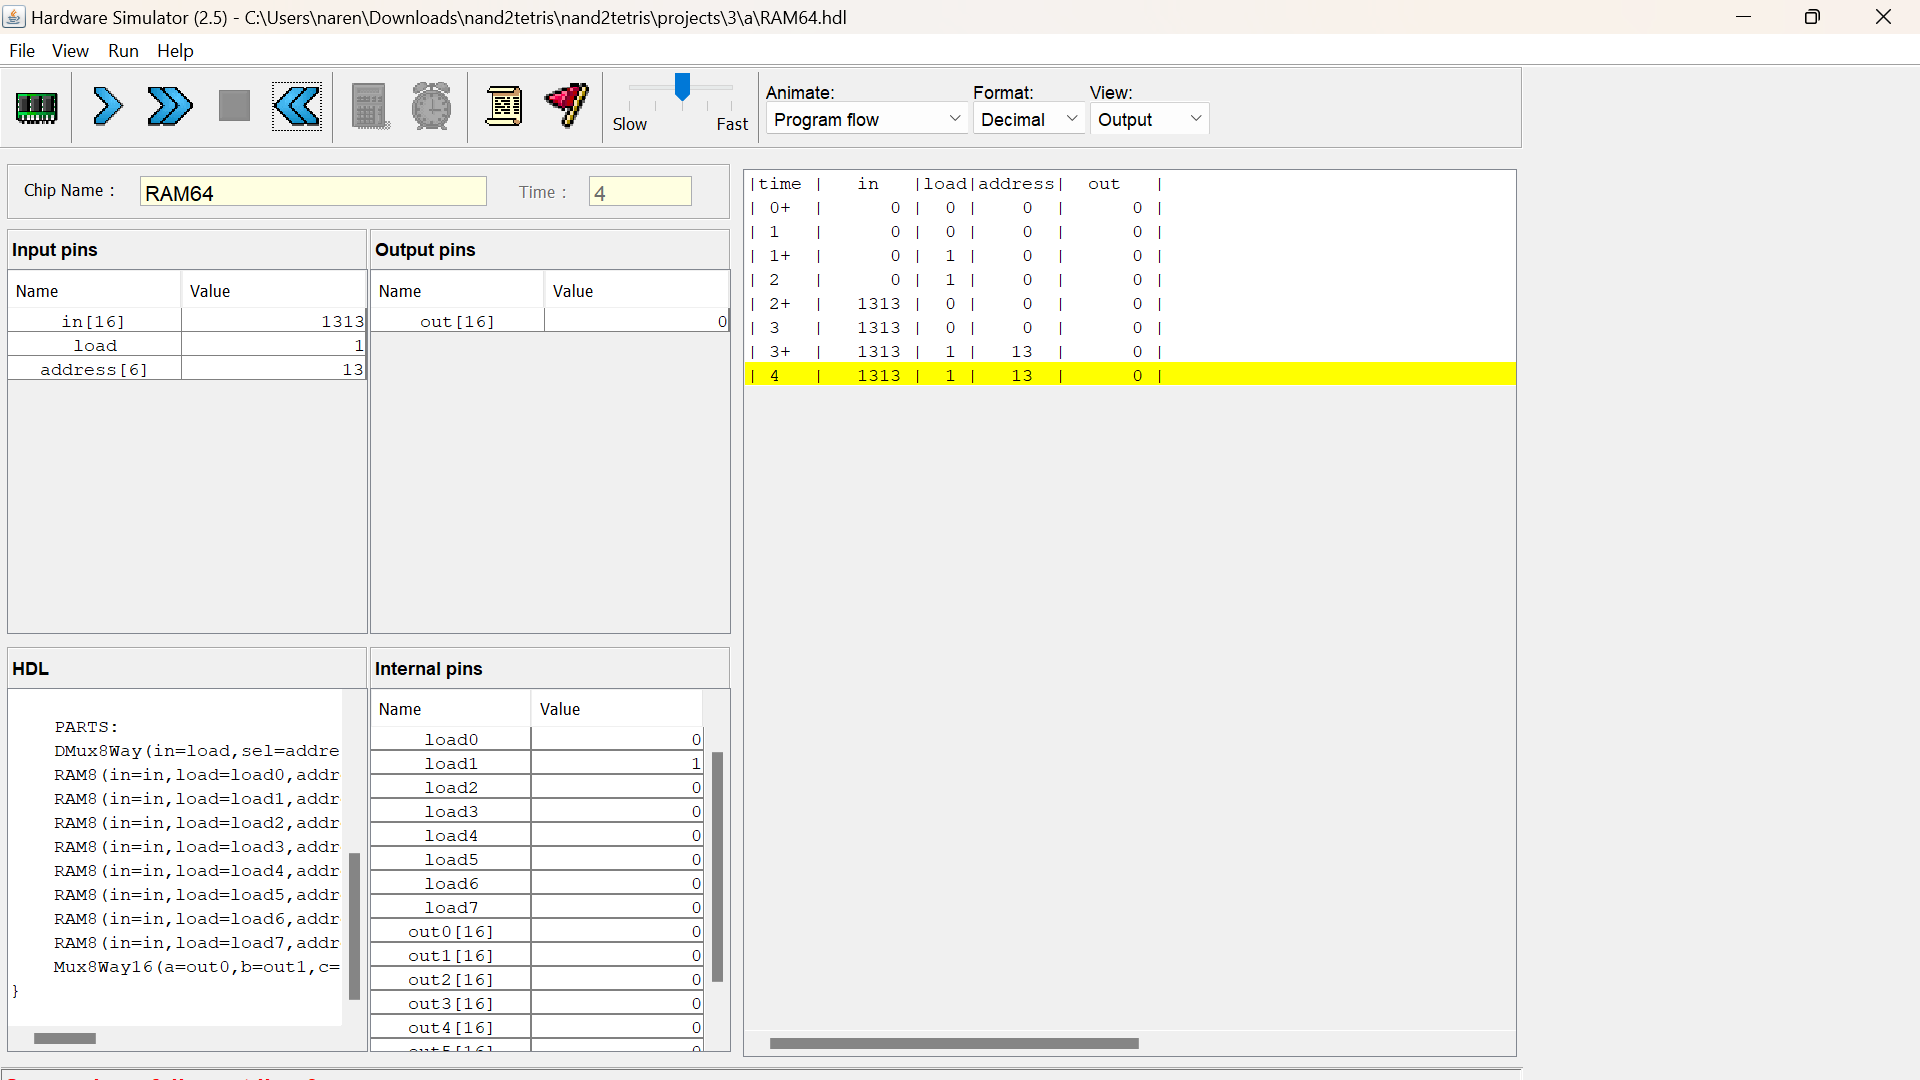 Hardware Simulator (2.5) - C:\Users\naren\Downloads\nand2tetris\nand2tetris\projects\3\a\RAM64.hdl
File View Run Help
Slow Fast
Animate: Format: View:
Program flow Decimal Output
Chip Name : RAM64 Time : 4
Input pins
Name Value
in[16] 1313
load 1
address[6] 13
Output pins
Name Value
out[16] 0
HDL
PARTS:
DMux8Way(in=load,sel=addre
RAM8(in=in,load=load0,addr
RAM8(in=in,load=load1,addr
RAM8(in=in,load=load2,addr
RAM8(in=in,load=load3,addr
RAM8(in=in,load=load4,addr
RAM8(in=in,load=load5,addr
RAM8(in=in,load=load6,addr
RAM8(in=in,load=load7,addr
Mux8Way16(a=out0,b=out1,c=
}
Internal pins
Name Value
load0 0
load1 1
load2 0
load3 0
load4 0
load5 0
load6 0
load7 0
out0[16] 0
out1[16] 0
out2[16] 0
out3[16] 0
out4[16] 0
|time | in |load|address| out |
| 0+ | 0 | 0 | 0 | 0 |
| 1 | 0 | 0 | 0 | 0 |
| 1+ | 0 | 1 | 0 | 0 |
| 2 | 0 | 1 | 0 | 0 |
| 2+ | 1313 | 0 | 0 | 0 |
| 3 | 1313 | 0 | 0 | 0 |
| 3+ | 1313 | 1 | 13 | 0 |
| 4 | 1313 | 1 | 13 | 0 |